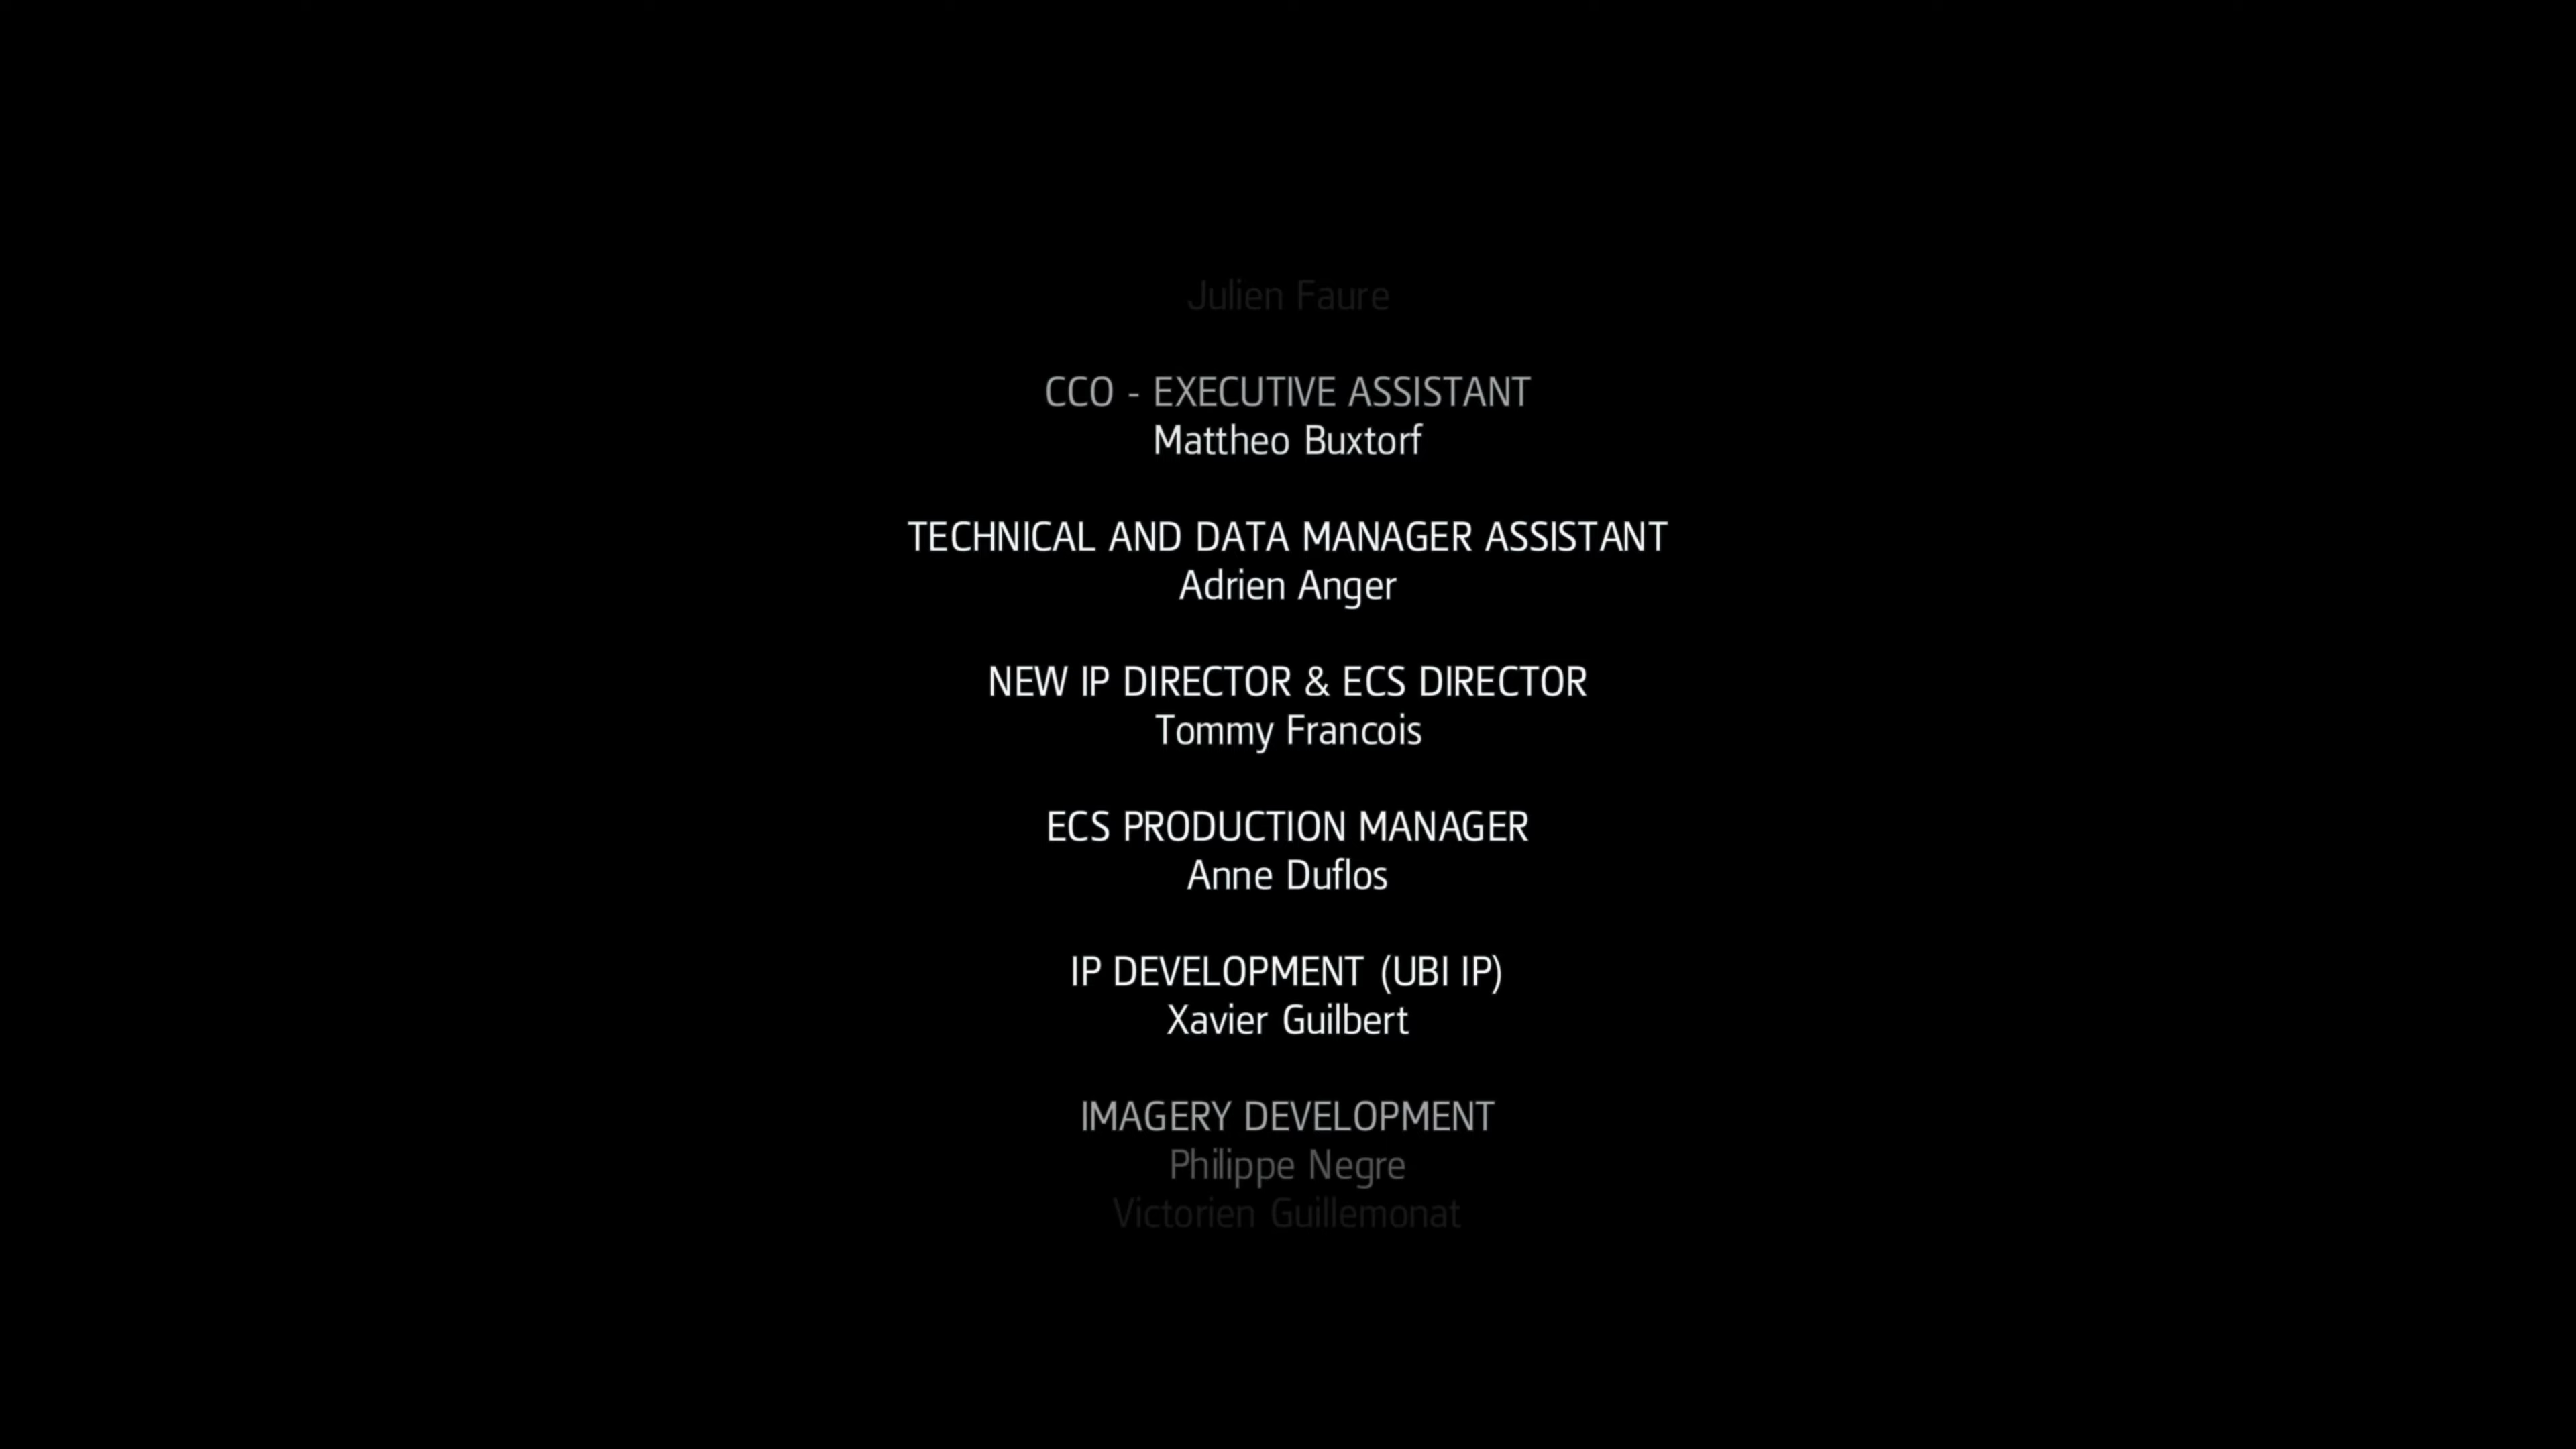 Julien Faure
CCO - EXECUTIVE ASSISTANT
Mattheo Buxtorf
TECHNICAL AND DATA MANAGER ASSISTANT
Adrien Anger
NEW IP DIRECTOR & ECS DIRECTOR
Tommy Francois
ECS PRODUCTION MANAGER
Anne Duflos
IP DEVELOPMENT (UBI IP)
Xavier Guilbert
IMAGERY DEVELOPMENT
Philippe Negre
Victorien Guillemonat